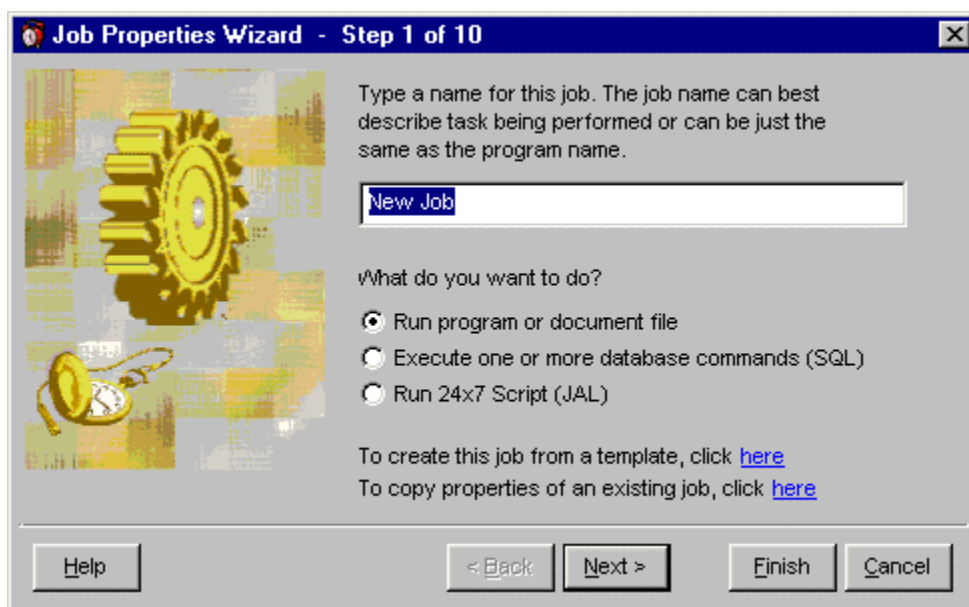 Job Properties Wizard - Step 1 of 10
Type a name for this job. The job name can best
describe task being performed or can be just the
same as the program name.
New Job
What do you want to do?
Run program or document file
Execute one or more database commands (SQL)
Run 24x7 Script (JAL)
To create this job from a template, click here
To copy properties of an existing job, click here
Help
< Back
Next >
Finish
Cancel